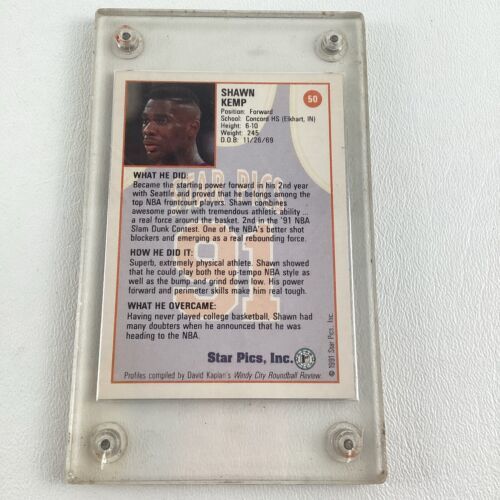 SHAWN
KEMP
50
Position: Forward
School: Concord HS (Elkhart, IN)
Height: 6-10
Weight: 245
D.O.B: 11/26/69
WHAT HE DID:
Became the starting power forward in his 2nd year
with Seattle and proved that he belongs among the
top NBA frontcourt players. Shawn combines
awesome power with tremendous athletic ability ...
a real force around the basket. 2nd in the '91 NBA
Slam Dunk Contest. One of the NBA's better shot
blockers and emerging as a real rebounding force.
HOW HE DID IT:
Superb, extremely physical athlete. Shawn showed
that he could play both the up-tempo NBA style as
well as the bump and grind down low. His power
forward and perimeter skills make him real tough.
WHAT HE OVERCAME:
Having never played college basketball, Shawn had
many doubters when he announced that he was
heading to the NBA.
STAR PICS
91
Star Pics, Inc.
Profiles compiled by David Kaplan's Windy City Roundball Review.
© 1991 Star Pics, Inc.